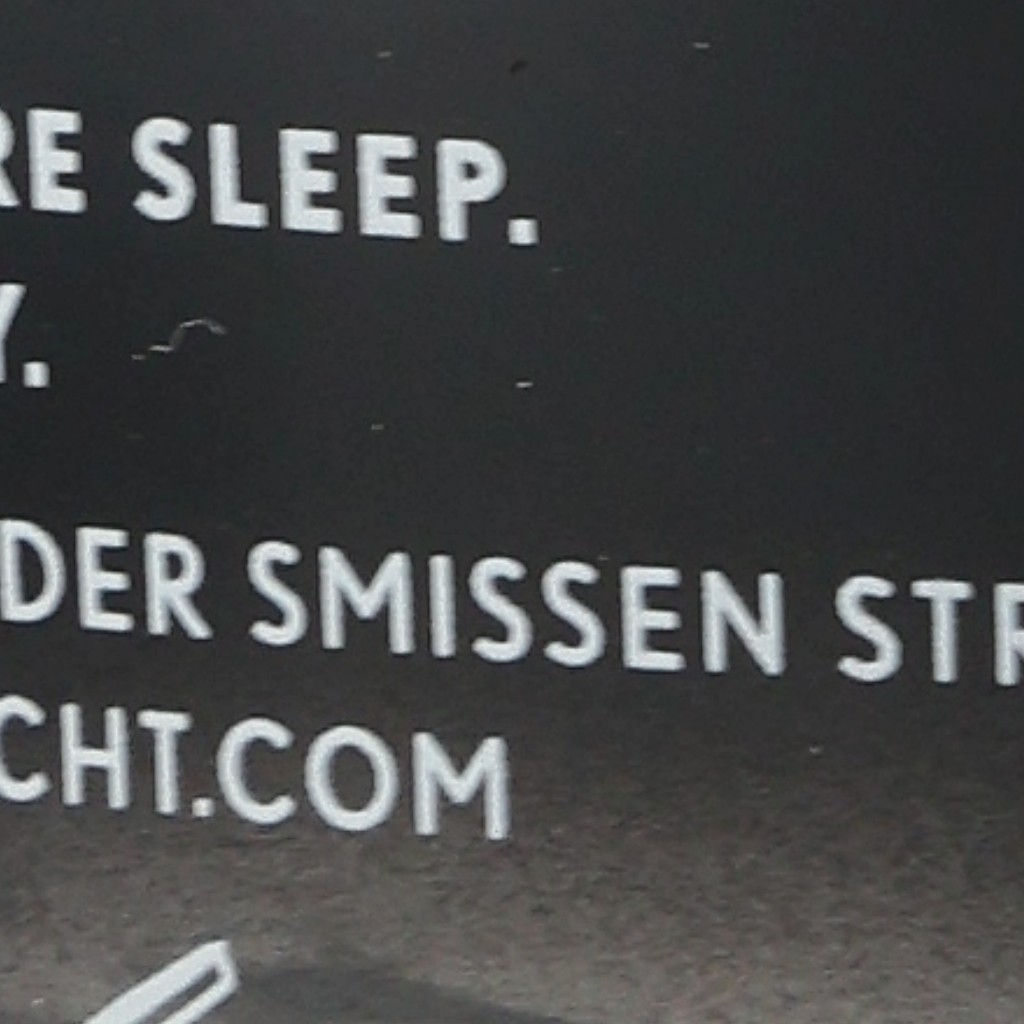 RE SLEEP.
Y.
DER SMISSEN STR
CHT.COM